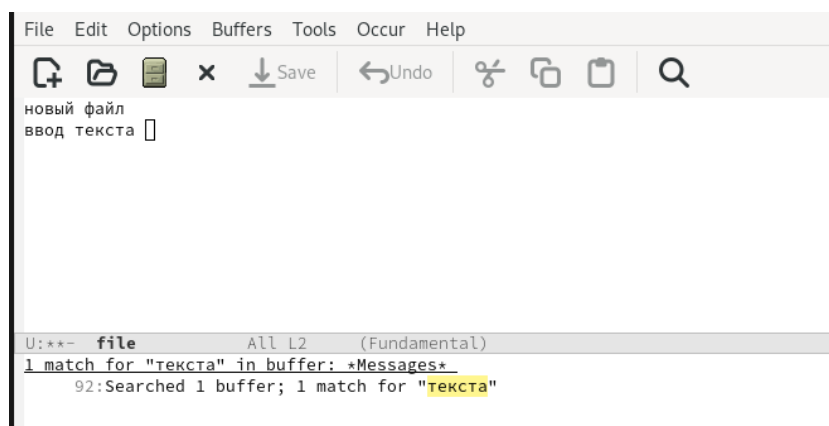 File Edit Options Buffers Tools Occur Help
Save Undo
новый файл
ввод текста
U:**- file All L2 (Fundamental)
1 match for "текста" in buffer: *Messages*
92:Searched 1 buffer; 1 match for "текста"